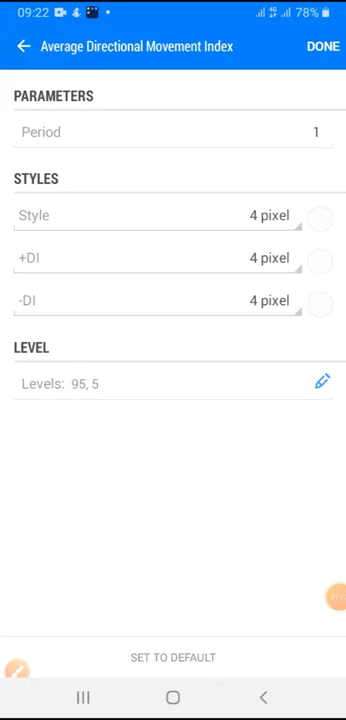 09:22 4G 78%
Average Directional Movement Index DONE
PARAMETERS
Period 1
STYLES
Style 4 pixel
+DI 4 pixel
-DI 4 pixel
LEVEL
Levels: 95, 5
SET TO DEFAULT